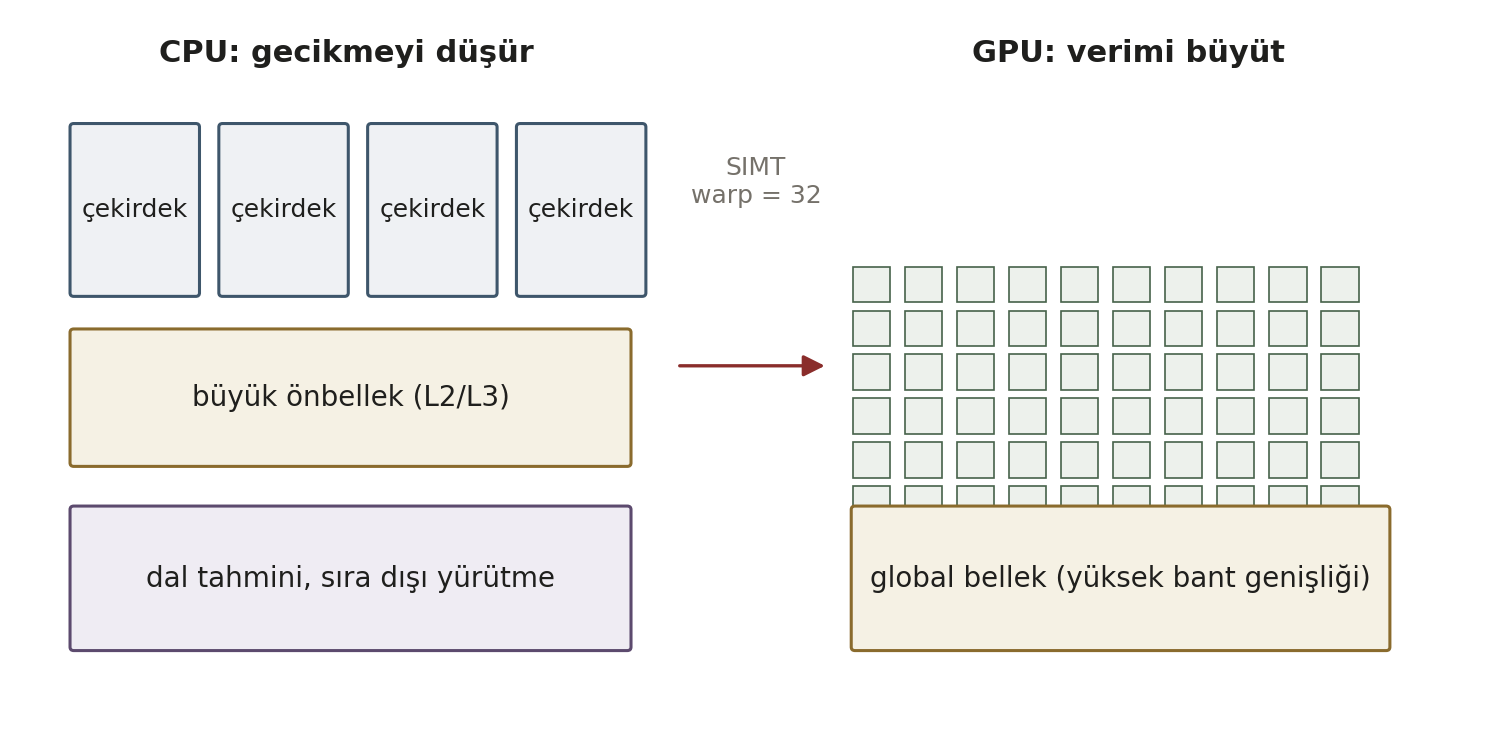 CPU: gecikmeyi düşür
GPU: verimi büyüt
çekirdek çekirdek çekirdek çekirdek
SIMT
warp = 32
büyük önbellek (L2/L3)
dal tahmini, sıra dışı yürütme
global bellek (yüksek bant genişliği)